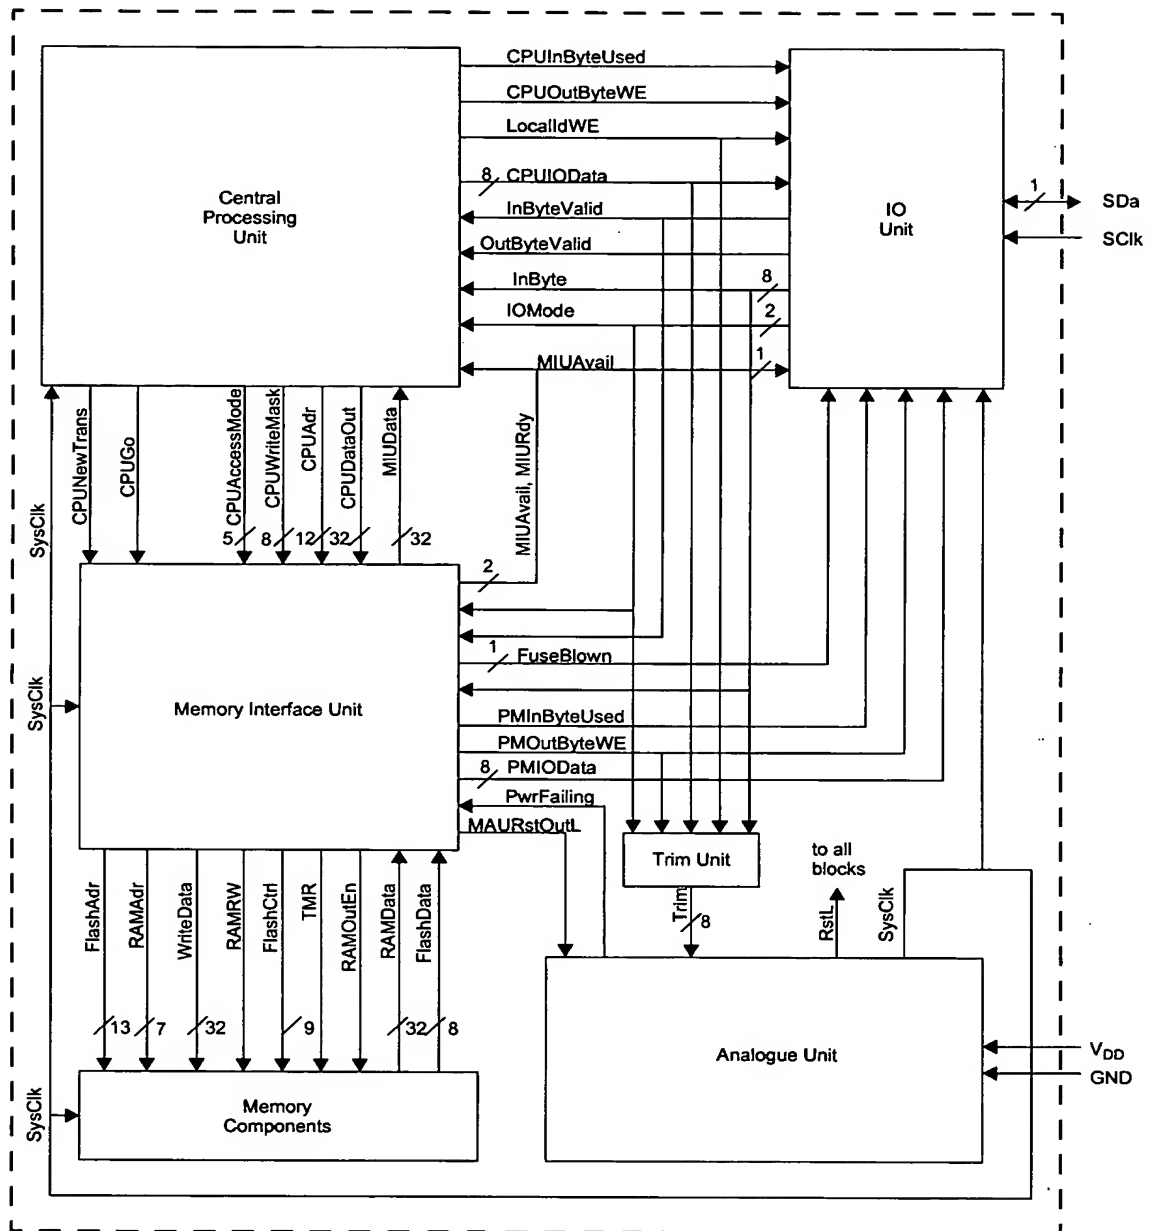 CPUInByteUsed
CPUOutByteWE
LocalIdWE
8 CPUIOData
InByteValid
OutByteValid
InByte 8
IOMode 2
MIUAvail 1
Central
Processing
Unit
IO
Unit
1 SDa
SClk
CPUNewTrans
CPUGo
CPUAccessMode
CPUWriteMask
CPUAdr
CPUDataOut
MIUData
MIUAvail, MIURdy
SysClk
5 8 12 32 32
2
1 FuseBlown
SysClk
Memory Interface Unit
PMInByteUsed
PMOutByteWE
8 PMIOData
PwrFailing
MAURstOutL
Trim Unit
to all
blocks
FlashAdr
RAMAdr
WriteData
RAMRW
FlashCtrl
TMR
RAMOutEn
RAMData
FlashData
Trim
8
RstL
SysClk
13 7 32 9 32 8
Analogue Unit
VDD
GND
SysClk
Memory
Components